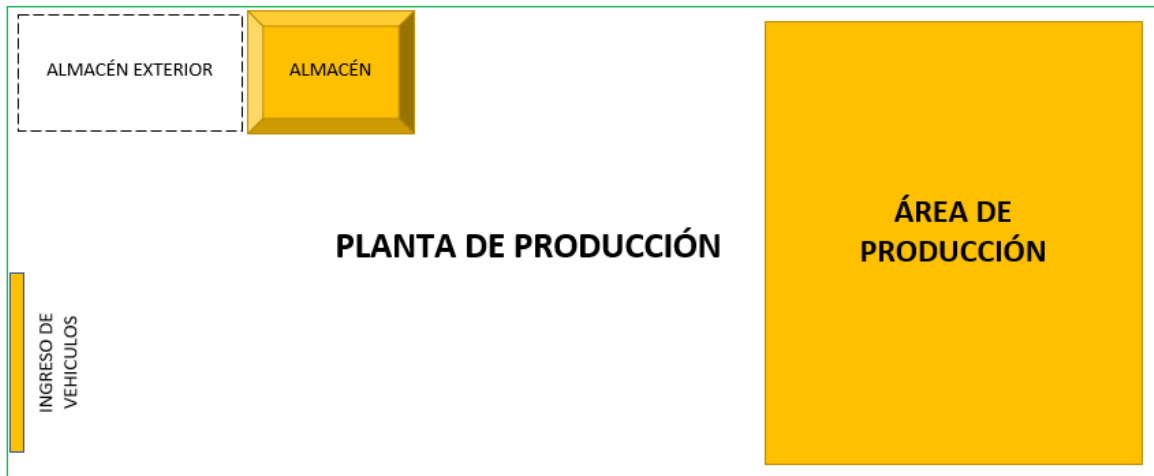 ALMACÉN EXTERIOR
ALMACÉN
PLANTA DE PRODUCCIÓN
ÁREA DE
PRODUCCIÓN
INGRESO DE
VEHICULOS